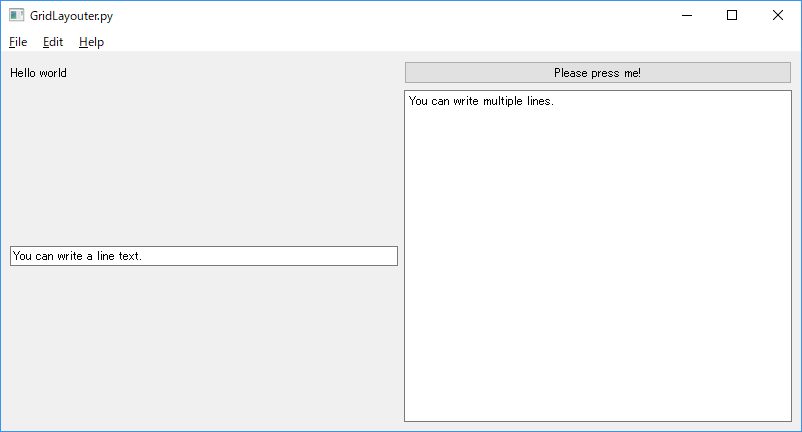 GridLayouter.py
File Edit Help
Hello world
Please press me!
You can write a line text.
You can write multiple lines.